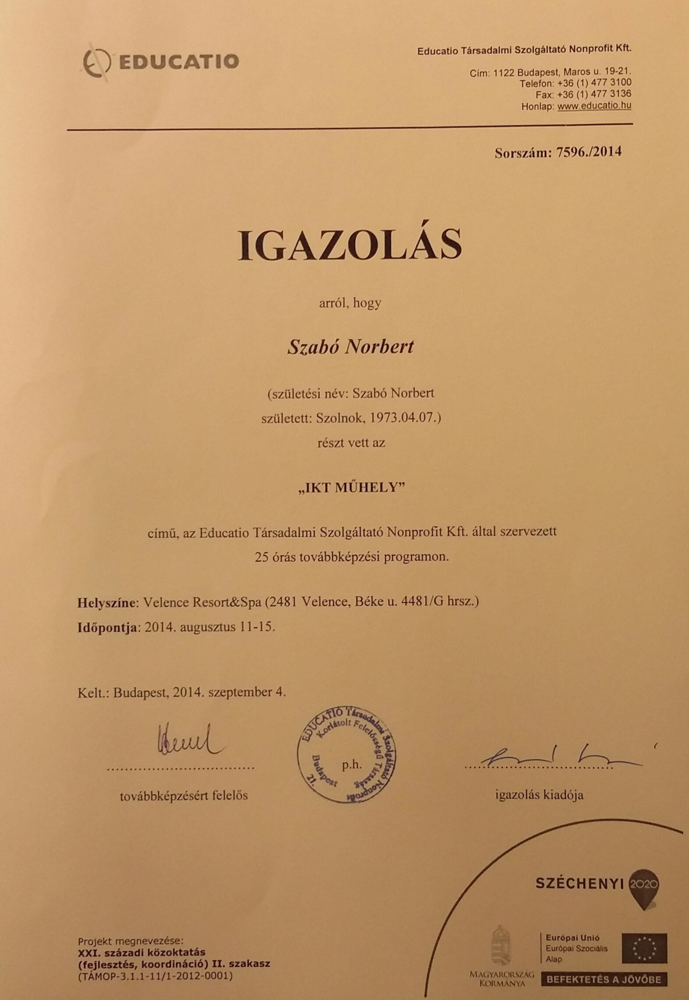 EDUCATIO
Educatio Társadalmi Szolgáltató Nonprofit Kft.
Cím: 1122 Budapest, Maros u. 19-21.
Telefon: +36 (1) 477 3100
Fax: +36 (1) 477 3136
Honlap: www.educatio.hu
Sorszám: 7596./2014
IGAZOLÁS
arról, hogy
Szabó Norbert
(születési név: Szabó Norbert
született: Szolnok, 1973.04.07.)
részt vett az
„IKT MŰHELY”
című, az Educatio Társadalmi Szolgáltató Nonprofit Kft. által szervezett
25 órás továbbképzési programon.
Helyszíne: Velence Resort&Spa (2481 Velence, Béke u. 4481/G hrsz.)
Időpontja: 2014. augusztus 11-15.
Kelt.: Budapest, 2014. szeptember 4.
EDUCATIO Társadalmi Szolgáltató Nonprofit
Korlátolt Felelősségű Társaság
Budapest
21.
p.h.
továbbképzésért felelős
igazolás kiadója
SZÉCHENYI 2020
Projekt megnevezése:
XXI. századi közoktatás
(fejlesztés, koordináció) II. szakasz
(TÁMOP-3.1.1-11/1-2012-0001)
MAGYARORSZÁG
KORMÁNYA
Európai Unió
Európai Szociális
Alap
BEFEKTETÉS A JÖVŐBE